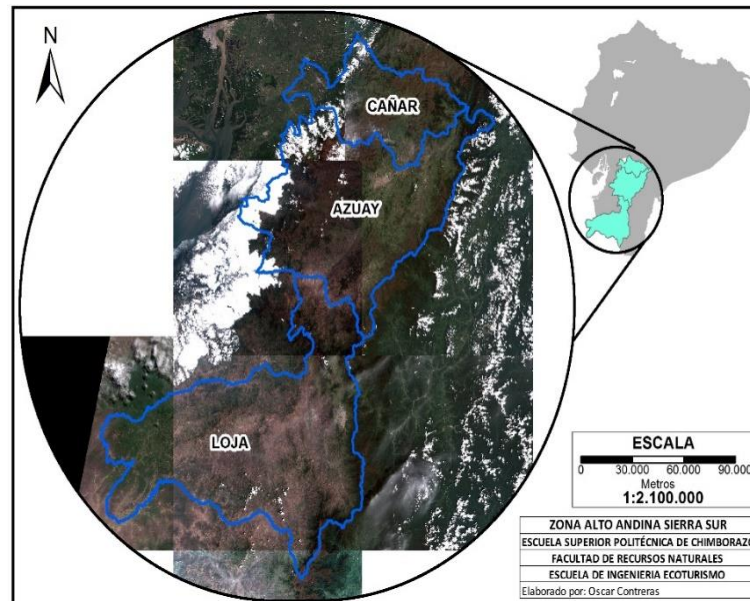 N
CAÑAR
AZUAY
LOJA
ESCALA
0 30.000 60.000 90.000
Metros
1:2.100.000
ZONA ALTO ANDINA SIERRA SUR
ESCUELA SUPERIOR POLITÉCNICA DE CHIMBORAZO
FACULTAD DE RECURSOS NATURALES
ESCUELA DE INGENIERIA ECOTURISMO
Elaborado por: Oscar Contreras